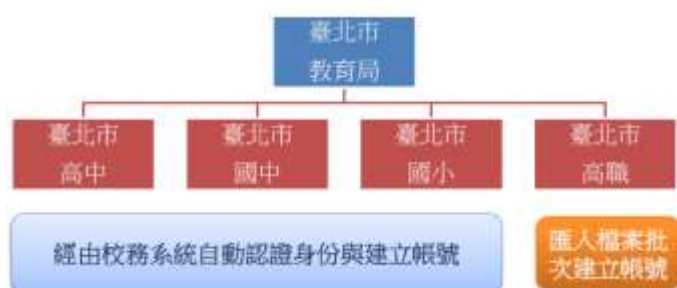 臺北市
教育局
臺北市
高中
臺北市
國中
臺北市
國小
臺北市
高職
經由校務系統自動認證身份與建立帳號
匯入檔案批
次建立帳號